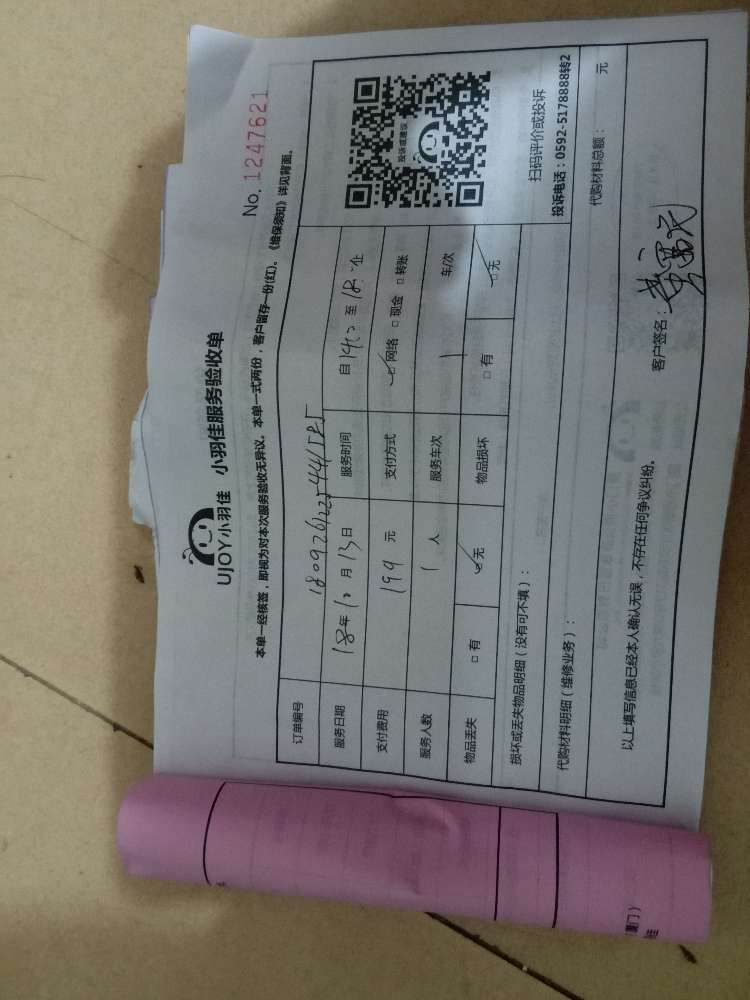 No. 1247621
UJOY小羽佳 小羽佳服务验收单
本单一经核签，即视为对本次服务验收无异议。本单一式两份，客户留存一份(红)。《维保须知》详见背面。
订单编号 1809261225441585
服务日期 18年10月13日 服务时间 自14:00至18:
支付费用 199 元 支付方式 ☑网络 □现金 □转账
服务人数 1 人 服务车次 1 车/次
物品丢失 □有 ☑无 物品损坏 □有 ☑无
投诉或建议
扫码评价或投诉
投诉电话：0592-5178888转2
损坏或丢失物品明细（没有可不填）：
代购材料明细（维修业务）： 代购材料总额： 元
以上填写信息已经本人确认无误，不存在任何争议纠纷。
客户签名：